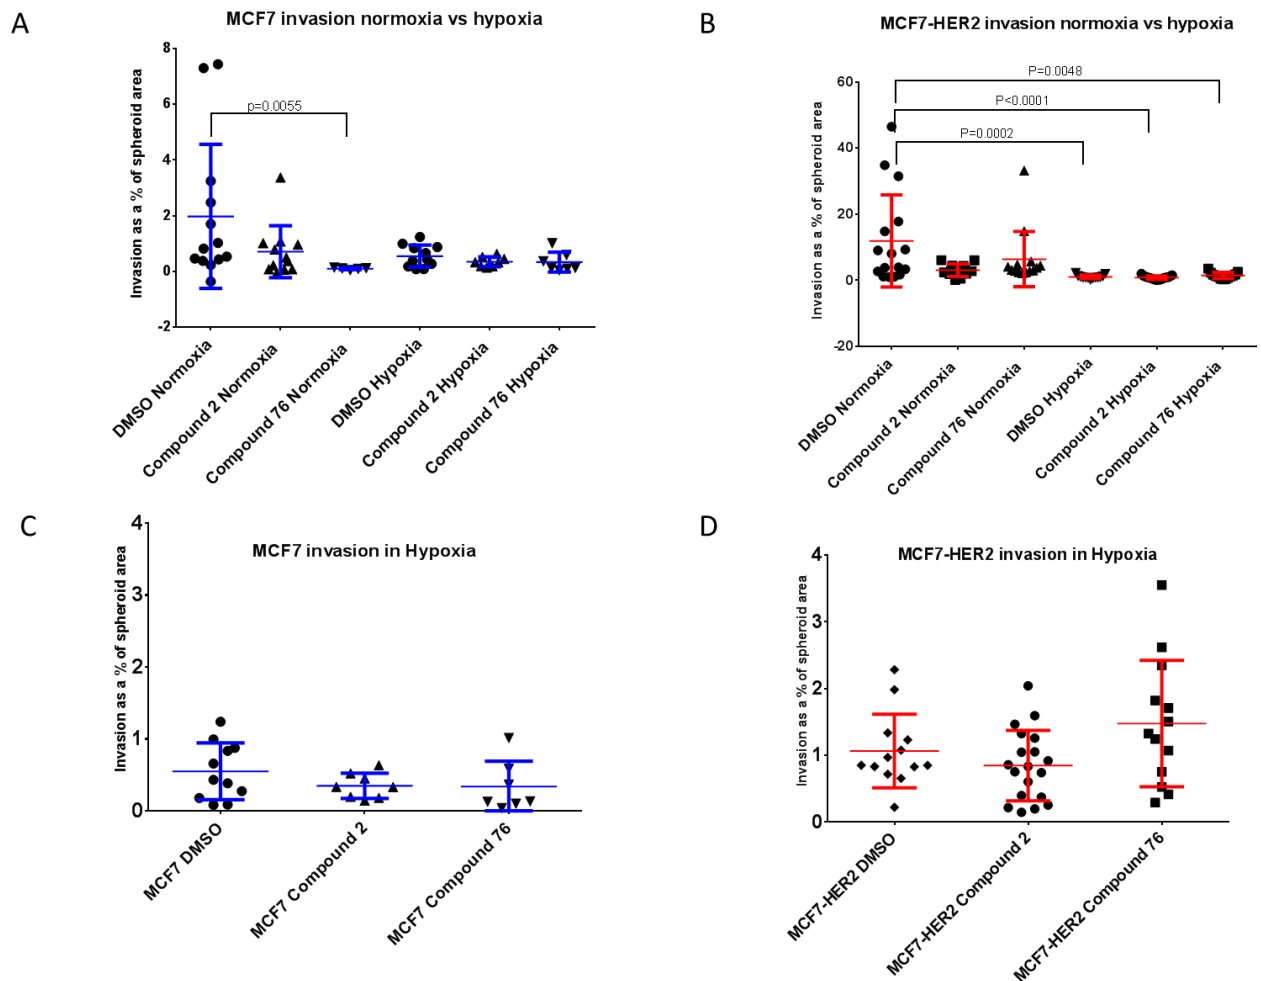 A
MCF7 invasion normoxia vs hypoxia
Invasion as a % of spheroid area
8
6
4
2
0
-2
p=0.0055
DMSO Normoxia
Compound 2 Normoxia
Compound 76 Normoxia
DMSO Hypoxia
Compound 2 Hypoxia
Compound 76 Hypoxia
B
MCF7-HER2 invasion normoxia vs hypoxia
Invasion as a % of spheroid area
60
40
20
0
-20
P=0.0048
P<0.0001
P=0.0002
DMSO Normoxia
Compound 2 Normoxia
Compound 76 Normoxia
DMSO Hypoxia
Compound 2 Hypoxia
Compound 76 Hypoxia
C
MCF7 invasion in Hypoxia
Invasion as a % of spheroid area
4
3
2
1
0
MCF7 DMSO
MCF7 Compound 2
MCF7 Compound 76
D
MCF7-HER2 invasion in Hypoxia
Invasion as a % of spheroid area
4
3
2
1
0
MCF7-HER2 DMSO
MCF7-HER2 Compound 2
MCF7-HER2 Compound 76